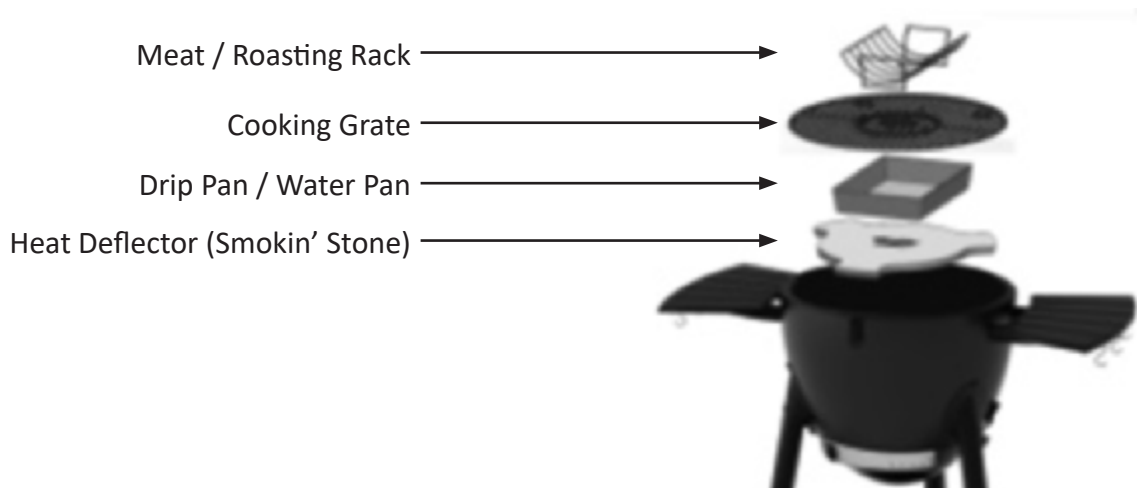 Meat / Roasting Rack
Cooking Grate
Drip Pan / Water Pan
Heat Deflector (Smokin’ Stone)